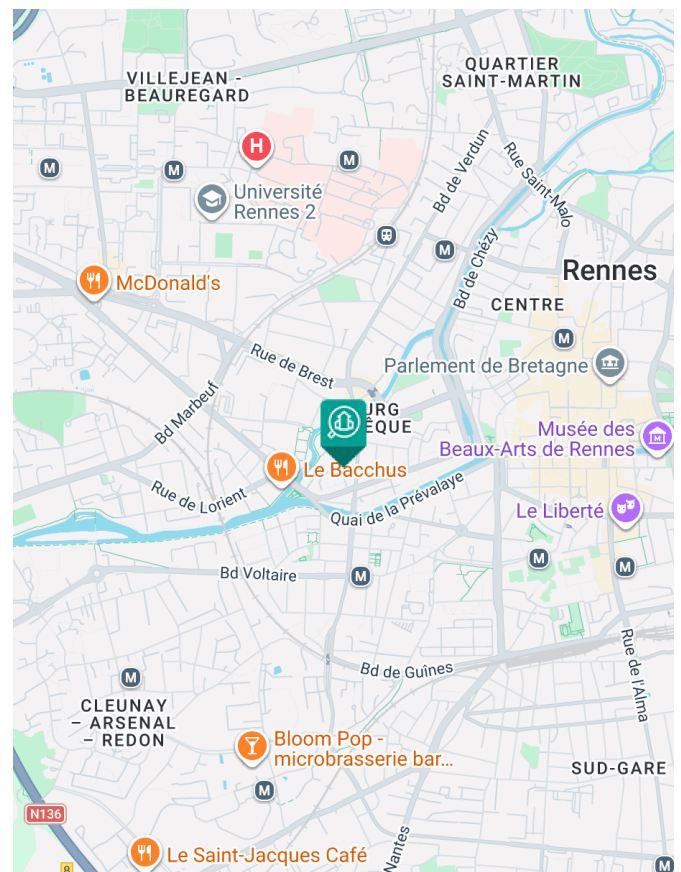 VILLEJEAN -
BEAUREGARD
QUARTIER
SAINT-MARTIN
H
M
M
M
Université
Rennes 2
Bd de Verdun
Rue Saint-Malo
M
Bd de Chézy
Rennes
McDonald's
CENTRE
M
Rue de Brest
Parlement de Bretagne
Bd Marbeuf
URG
ÊQUE
Musée des
Beaux-Arts de Rennes
M
Le Bacchus
Rue de Lorient
Quai de la Prévalaye
Le Liberté
M
M
Bd Voltaire
M
Bd de Guînes
Rue de l'Alma
M
CLEUNAY
– ARSENAL
– REDON
Bloom Pop -
microbrasserie bar...
SUD-GARE
M
N136
Nantes
Le Saint-Jacques Café
M
8